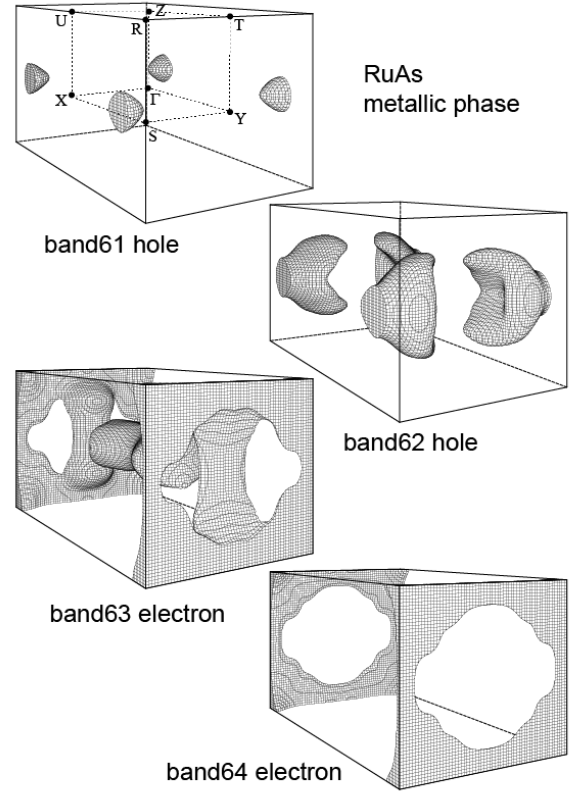 U Z
R T
RuAs
metallic phase
X Γ
Y
S
band61 hole
band62 hole
band63 electron
band64 electron